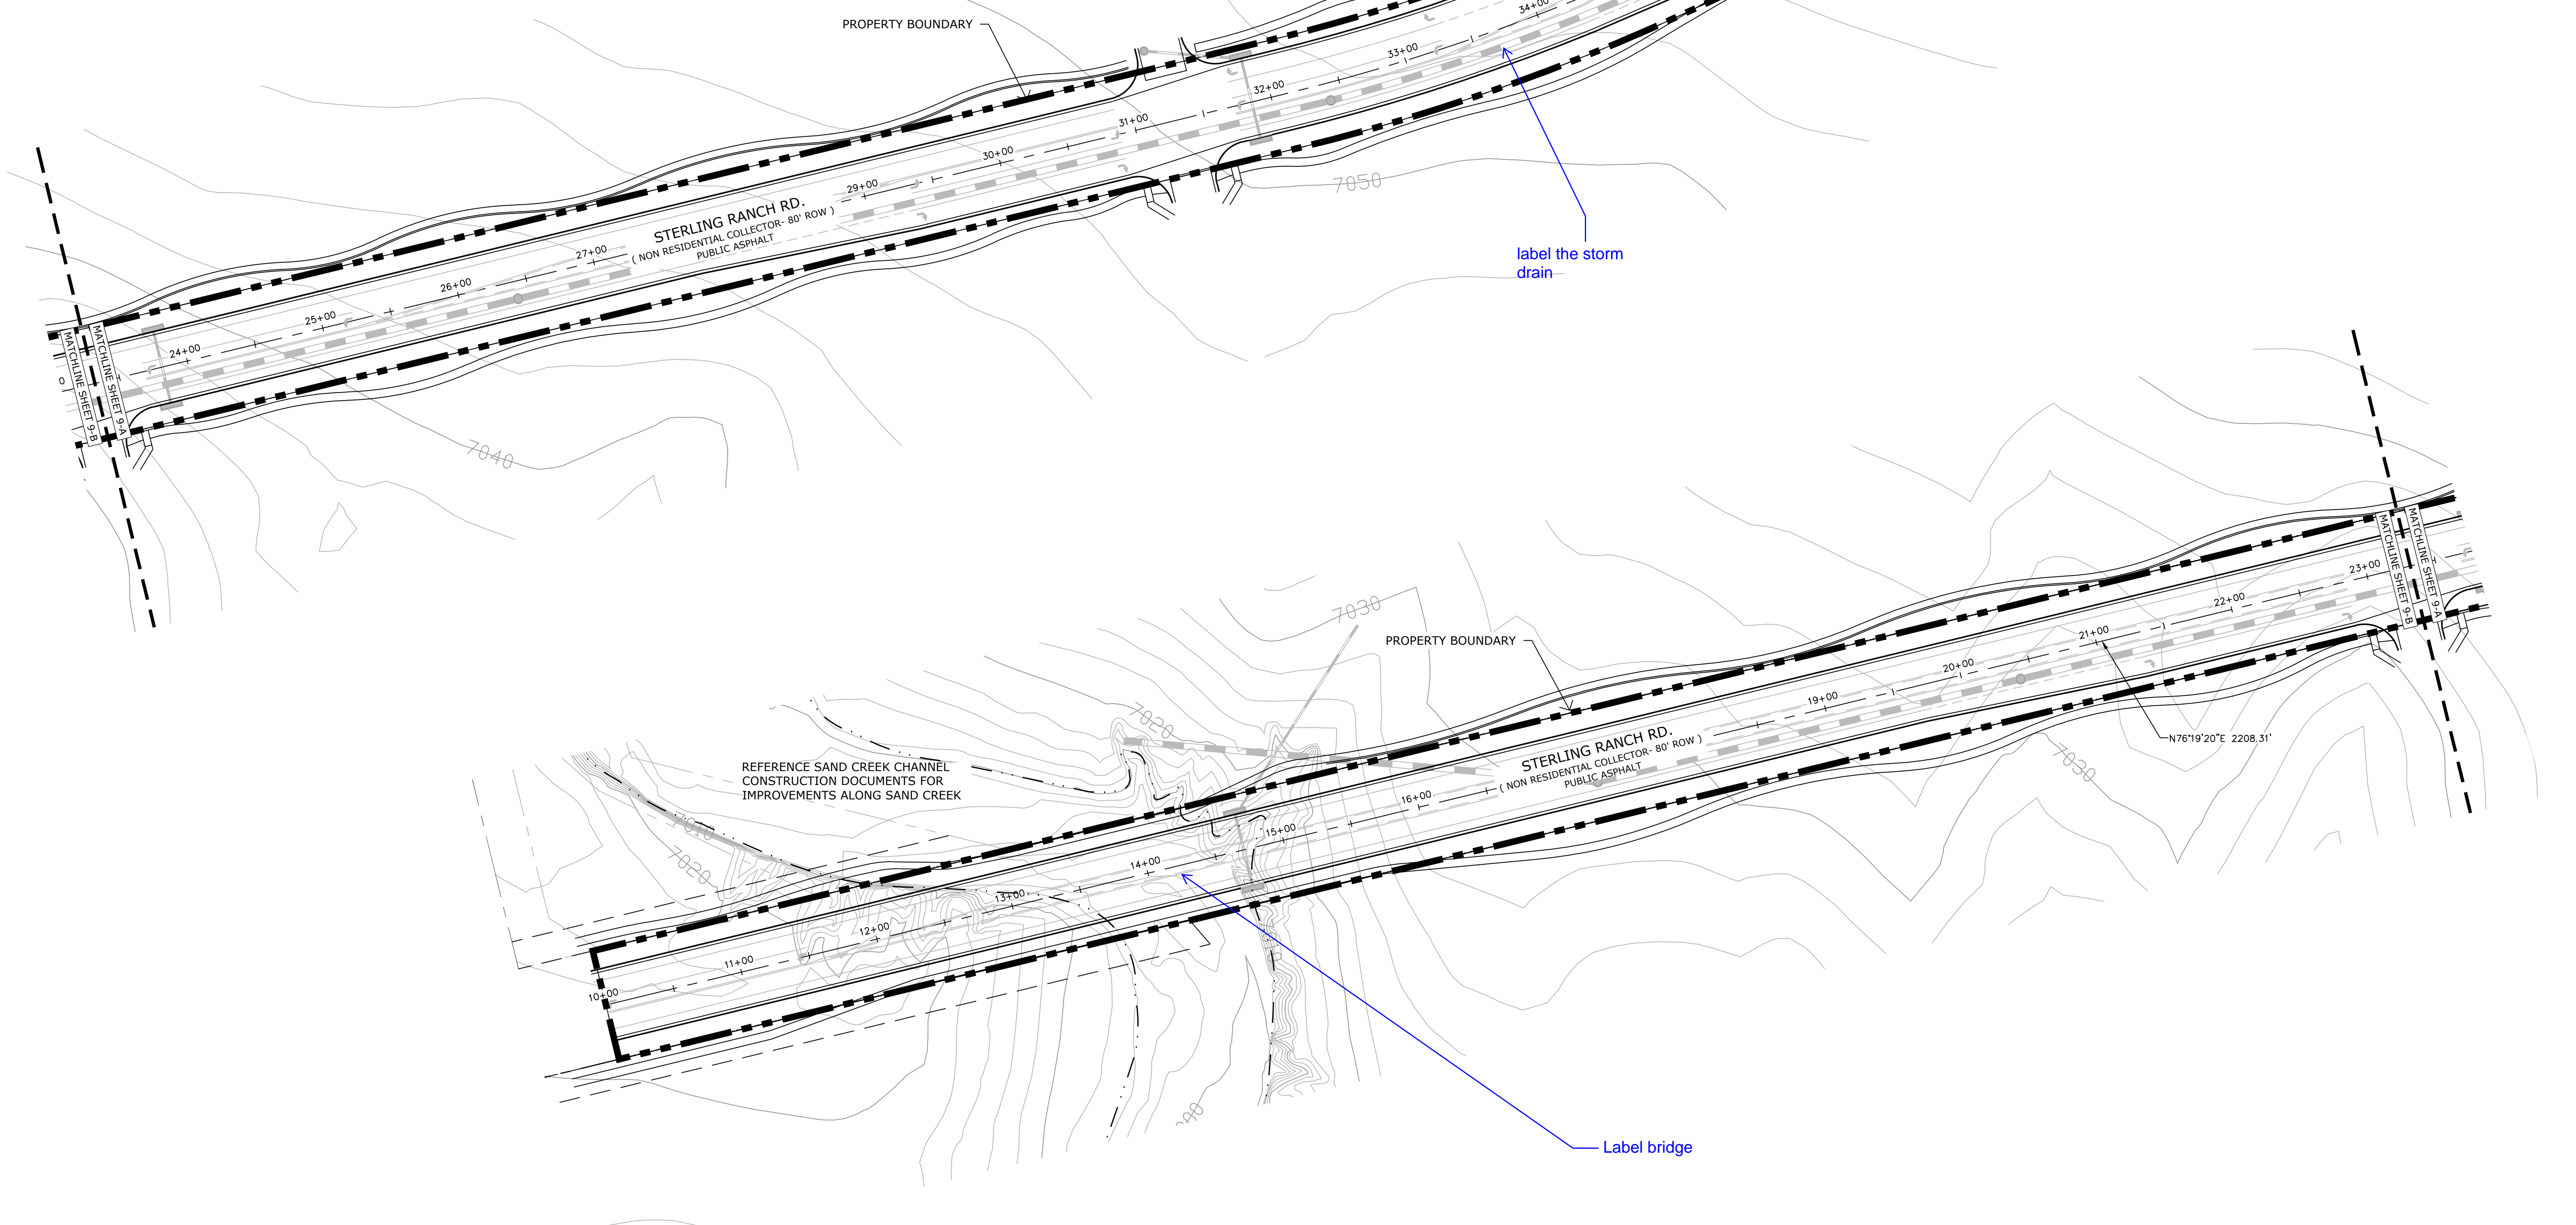 PROPERTY BOUNDARY
34+00
33+00
32+00
31+00
30+00
29+00
STERLING RANCH RD.
( NON RESIDENTIAL COLLECTOR- 80' ROW )
PUBLIC ASPHALT
27+00
26+00
25+00
24+00
0
MATCHLINE SHEET 9-B
MATCHLINE SHEET 9-A
7050
7040
label the storm
drain
MATCHLINE SHEET 9-B
MATCHLINE SHEET 9-A
23+00
22+00
21+00
20+00
19+00
PROPERTY BOUNDARY
7030
STERLING RANCH RD.
( NON RESIDENTIAL COLLECTOR- 80' ROW )
PUBLIC ASPHALT
N76°19'20"E 2208.31'
7030
7020
REFERENCE SAND CREEK CHANNEL
CONSTRUCTION DOCUMENTS FOR
IMPROVEMENTS ALONG SAND CREEK
7010
7020
16+00
15+00
14+00
13+00
12+00
11+00
10+00
Label bridge